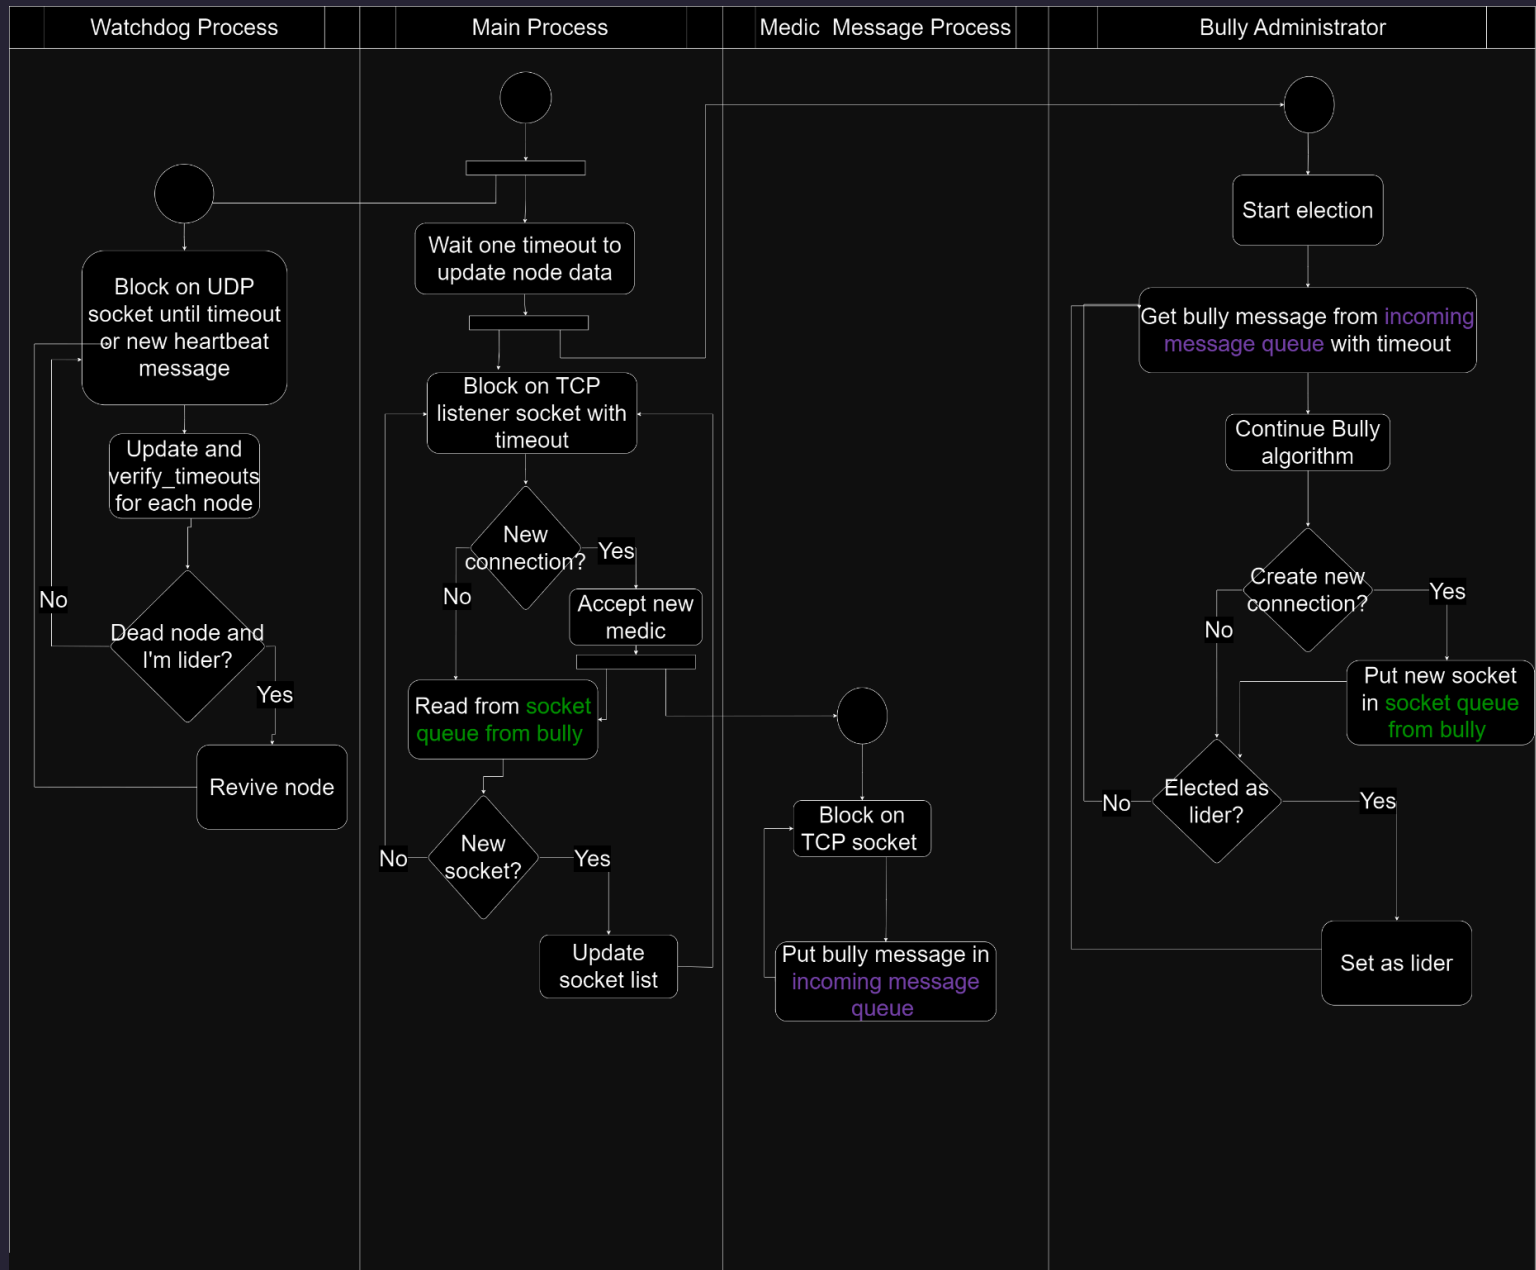 Watchdog Process
Main Process
Medic Message Process
Bully Administrator
Block on UDP
socket until timeout
or new heartbeat
message
Update and
verify_timeouts
for each node
No
Dead node and
I'm lider?
Yes
Revive node
Wait one timeout to
update node data
Block on TCP
listener socket with
timeout
New
connection?
Yes
No
Accept new
medic
Read from socket
queue from bully
New
socket?
No
Yes
Update
socket list
Block on
TCP socket
Put bully message in
incoming message
queue
Start election
Get bully message from incoming
message queue with timeout
Continue Bully
algorithm
Create new
connection?
Yes
No
Put new socket
in socket queue
from bully
Elected as
lider?
No
Yes
Set as lider